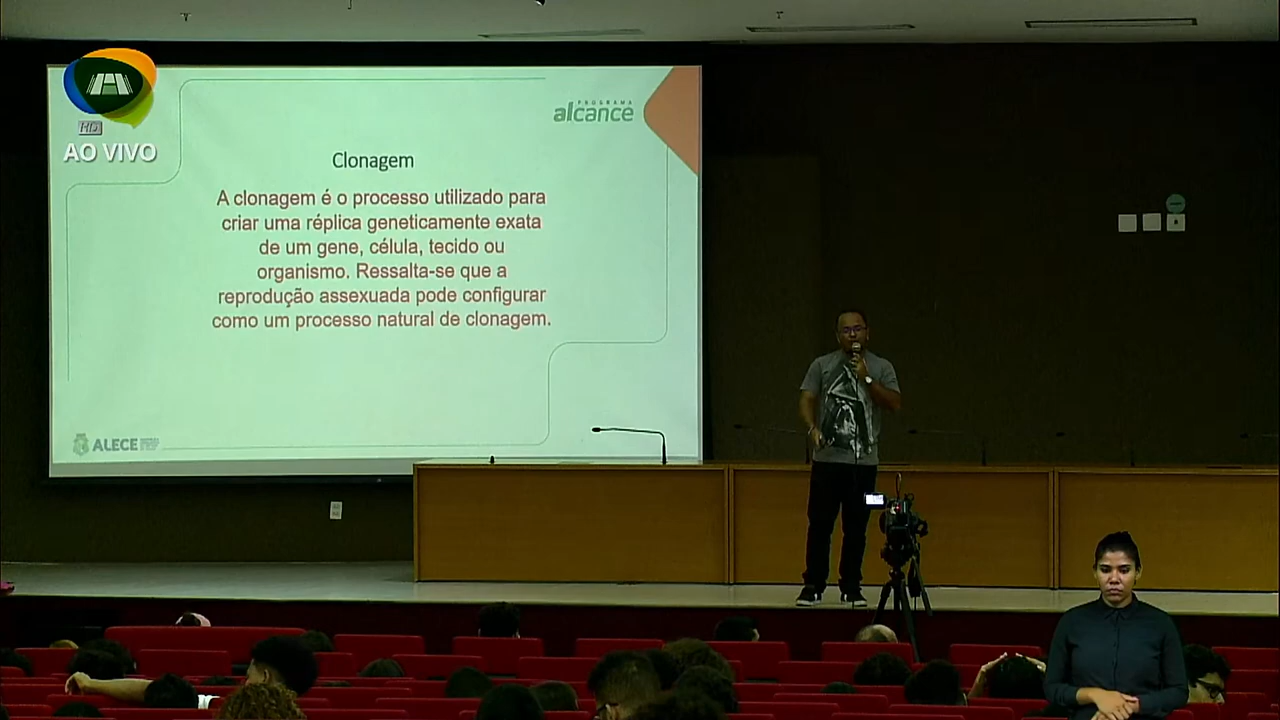 HD
AO VIVO
PROGRAMA
alcance
Clonagem
A clonagem é o processo utilizado para
criar uma réplica geneticamente exata
de um gene, célula, tecido ou
organismo. Ressalta-se que a
reprodução assexuada pode configurar
como um processo natural de clonagem.
ALECE